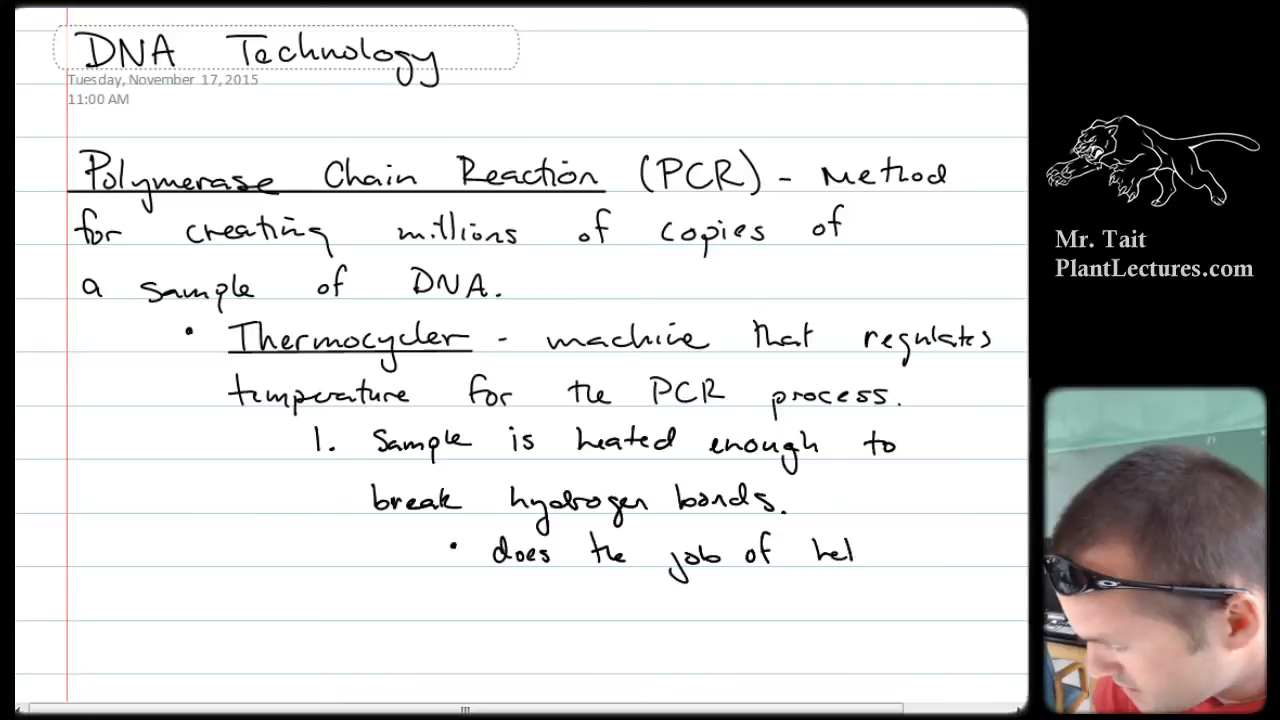 DNA Technology
Tuesday, November 17, 2015
11:00 AM
Polymerase Chain Reaction (PCR) - Method
for creating millions of copies of
a sample of DNA.
• Thermocycler - machine that regulates
temperature for the PCR process.
1. Sample is heated enough to
break hydrogen bonds.
• does the job of hel
Mr. Tait
PlantLectures.com